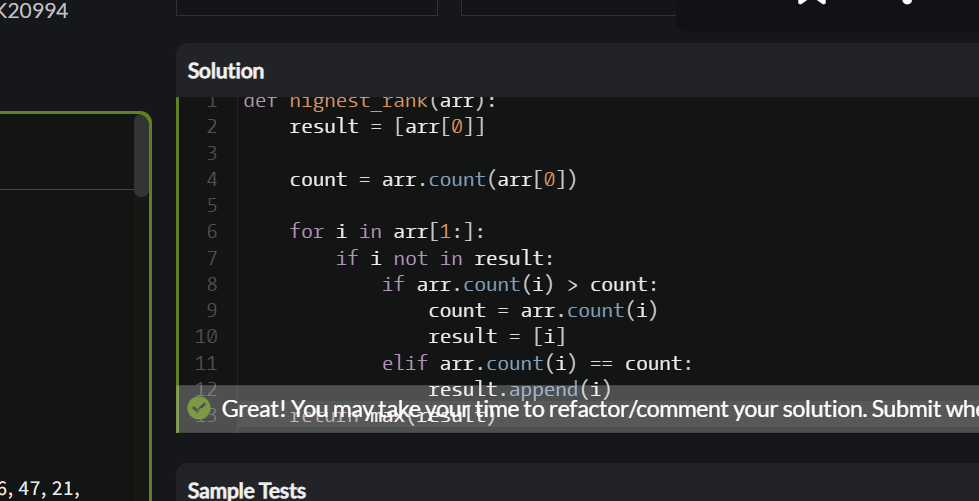 K20994
Solution
1 def highest_rank(arr):
2 result = [arr[0]]
3
4 count = arr.count(arr[0])
5
6 for i in arr[1:]:
7 if i not in result:
8 if arr.count(i) > count:
9 count = arr.count(i)
10 result = [i]
11 elif arr.count(i) == count:
12 result.append(i)
13 return max(result)
Great! You may take your time to refactor/comment your solution. Submit
6, 47, 21,
Sample Tests